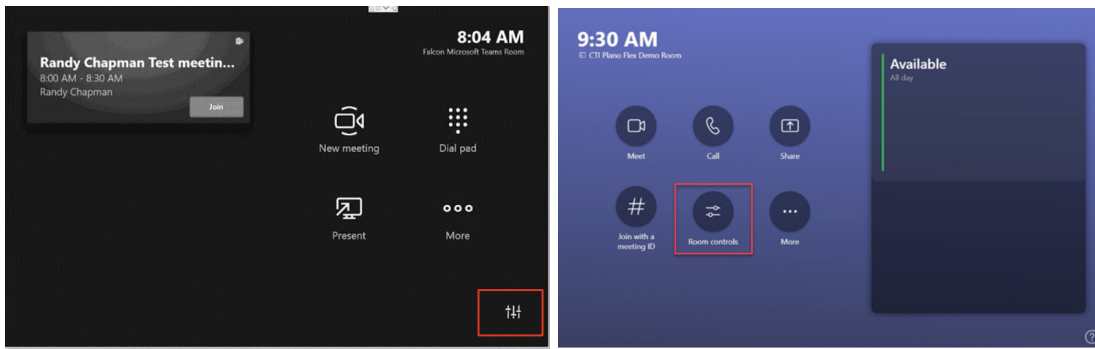 Randy Chapman Test meetin...
8:00 AM - 8:30 AM
Randy Chapman
Join
8:04 AM
Falcon Microsoft Teams Room
New meeting
Dial pad
Present
More
9:30 AM
CTI Plano Flex Demo Room
Meet
Call
Share
#
Join with a
meeting ID
Room controls
More
Available
All day
?